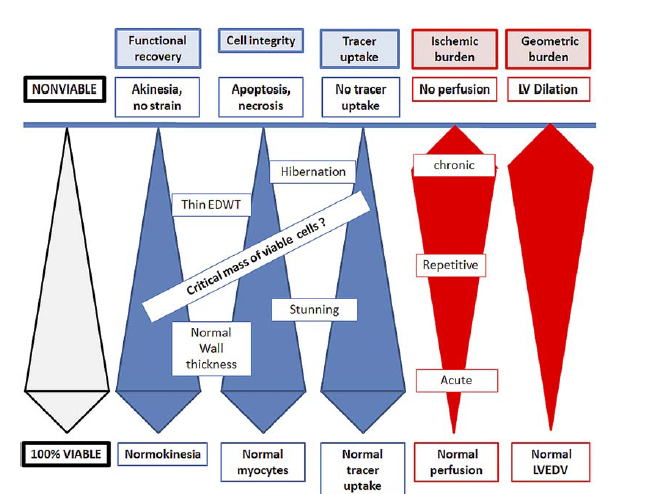 Functional
recovery
Cell integrity
Tracer
uptake
Ischemic
burden
Geometric
burden
NONVIABLE
Akinesia,
no strain
Apoptosis,
necrosis
No tracer
uptake
No perfusion
LV Dilation
chronic
Hibernation
Thin EDWT
Critical mass of viable cells ?
Repetitive
Stunning
Normal
Wall
thickness
Acute
100% VIABLE
Normokinesia
Normal
myocytes
Normal
tracer
uptake
Normal
perfusion
Normal
LVEDV